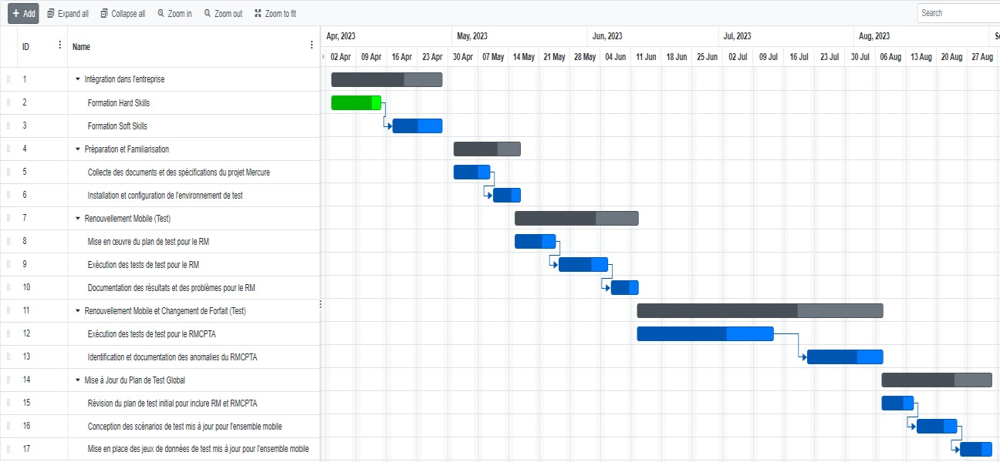 + Add Expand all Collapse all Zoom in Zoom out Zoom to fit Search
Apr, 2023 May, 2023 Jun, 2023 Jul, 2023 Aug, 2023
ID Name
02 Apr 09 Apr 16 Apr 23 Apr 30 Apr 07 May 14 May 21 May 28 May 04 Jun 11 Jun 18 Jun 25 Jun 02 Jul 09 Jul 16 Jul 23 Jul 30 Jul 06 Aug 13 Aug 20 Aug 27 Aug
1 Intégration dans l'entreprise
2 Formation Hard Skills
3 Formation Soft Skills
4 Préparation et Familiarisation
5 Collecte des documents et des spécifications du projet Mercure
6 Installation et configuration de l'environnement de test
7 Renouvellement Mobile (Test)
8 Mise en œuvre du plan de test pour le RM
9 Exécution des tests de test pour le RM
10 Documentation des résultats et des problèmes pour le RM
11 Renouvellement Mobile et Changement de Forfait (Test)
12 Exécution des tests de test pour le RMCPTA
13 Identification et documentation des anomalies du RMCPTA
14 Mise à Jour du Plan de Test Global
15 Révision du plan de test initial pour inclure RM et RMCPTA
16 Conception des scénarios de test mis à jour pour l'ensemble mobile
17 Mise en place des jeux de données de test mis à jour pour l'ensemble mobile